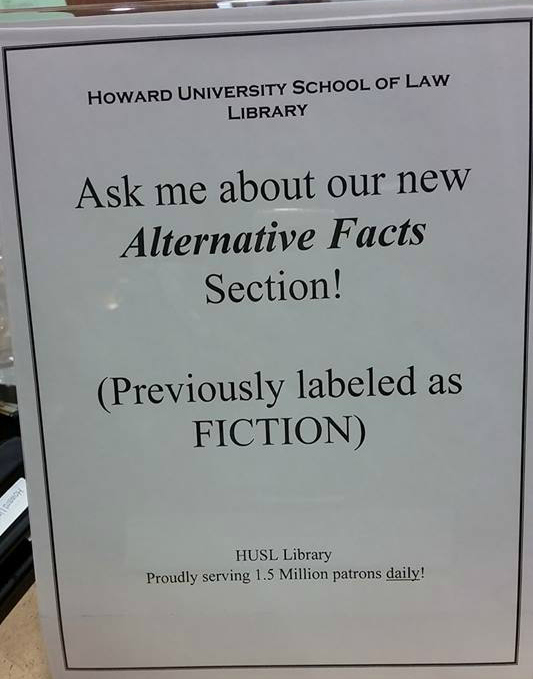 HOWARD UNIVERSITY SCHOOL OF LAW
LIBRARY
Ask me about our new
Alternative Facts
Section!
(Previously labeled as
FICTION)
HUSL Library
Proudly serving 1.5 Million patrons daily!